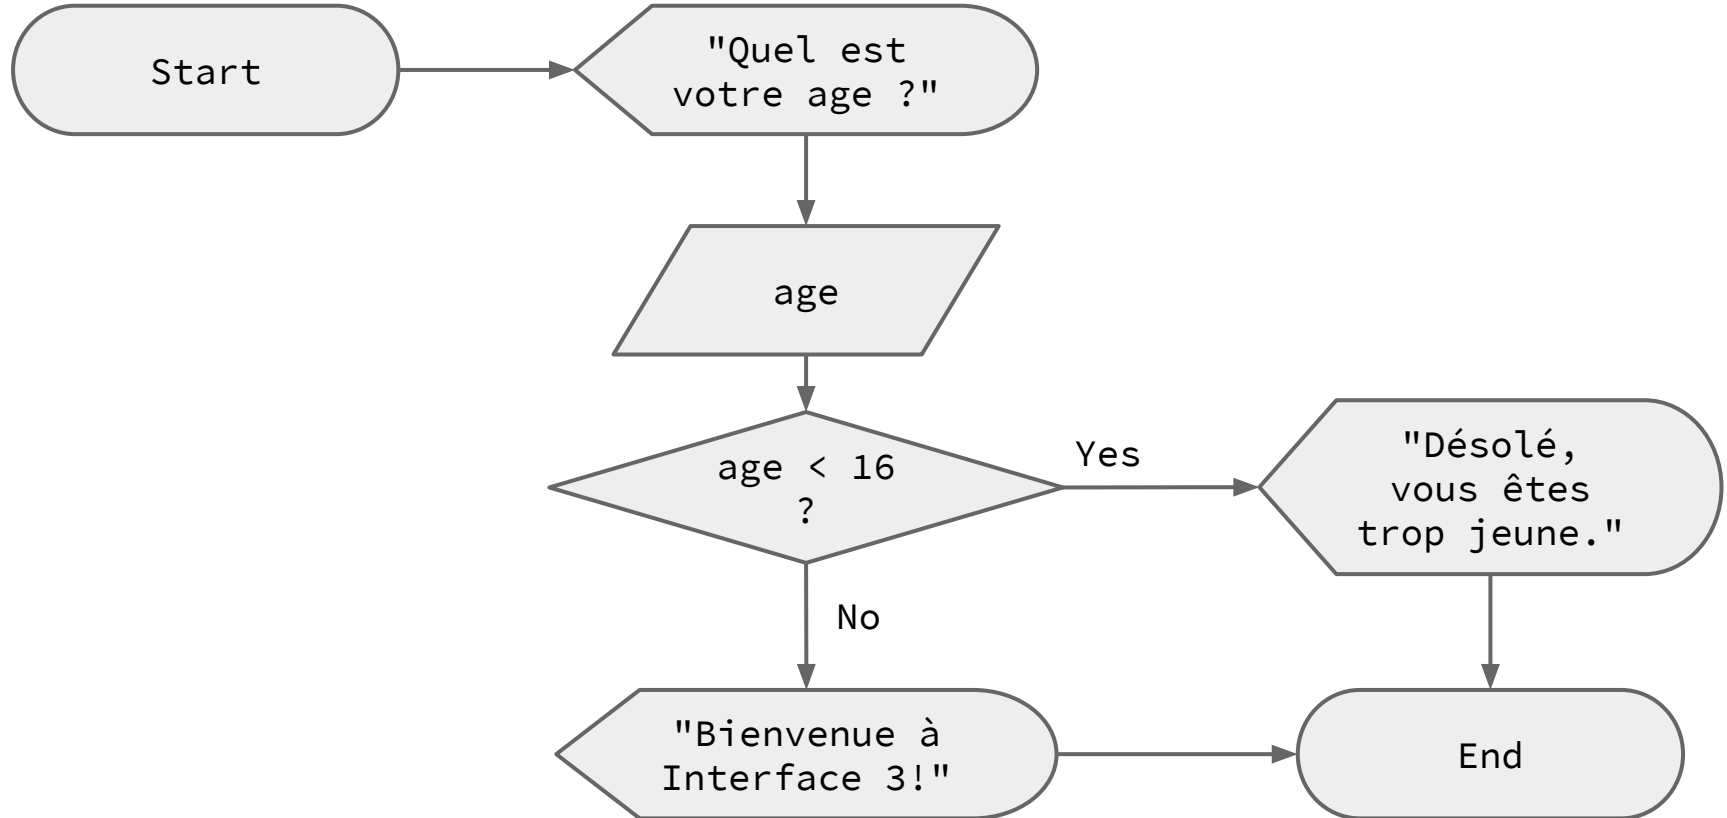 Start
"Quel est
votre age ?"
age
age < 16
?
Yes
"Désolé,
vous êtes
trop jeune."
No
"Bienvenue à
Interface 3!"
End